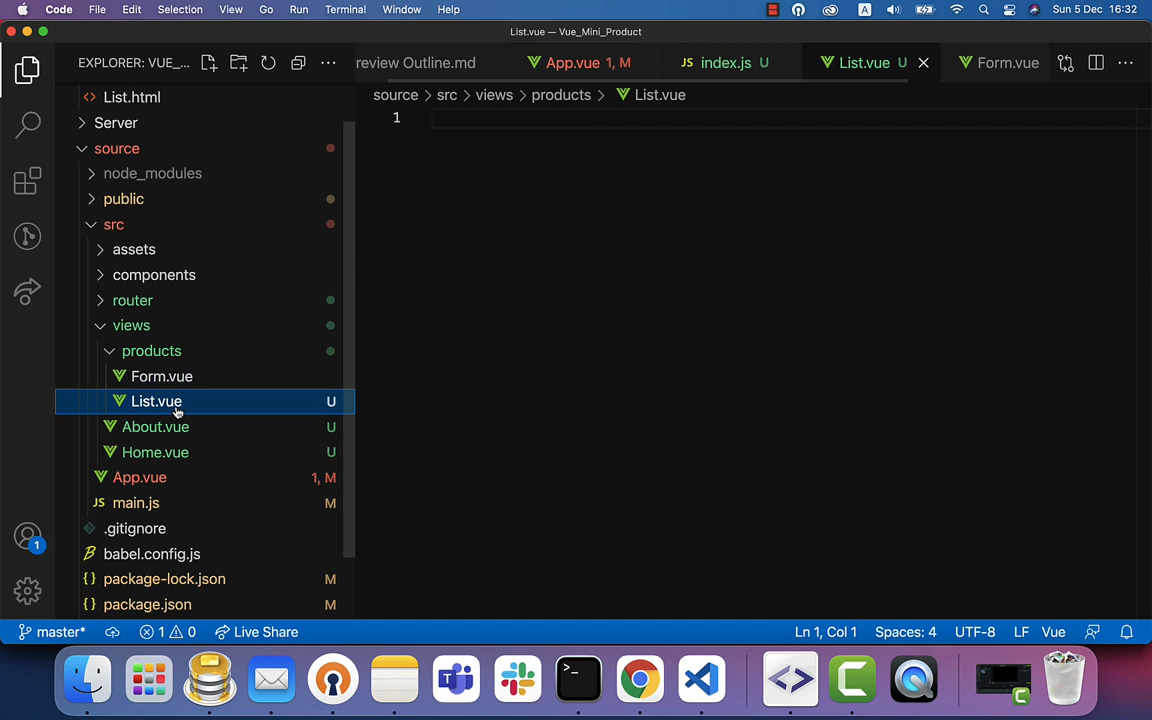 Code File Edit Selection View Go Run Terminal Window Help A Sun 5 Dec 16:32
List.vue — Vue_Mini_Product
EXPLORER: VUE_...
review Outline.md
App.vue 1, M
JS index.js U
List.vue U
Form.vue
source > src > views > products > List.vue
1
List.html
Server
source
node_modules
public
src
assets
components
router
views
products
Form.vue
List.vue U
About.vue U
Home.vue U
App.vue 1, M
JS main.js M
.gitignore
babel.config.js
{} package-lock.json M
{} package.json M
1
master* 1 0 Live Share Ln 1, Col 1 Spaces: 4 UTF-8 LF Vue